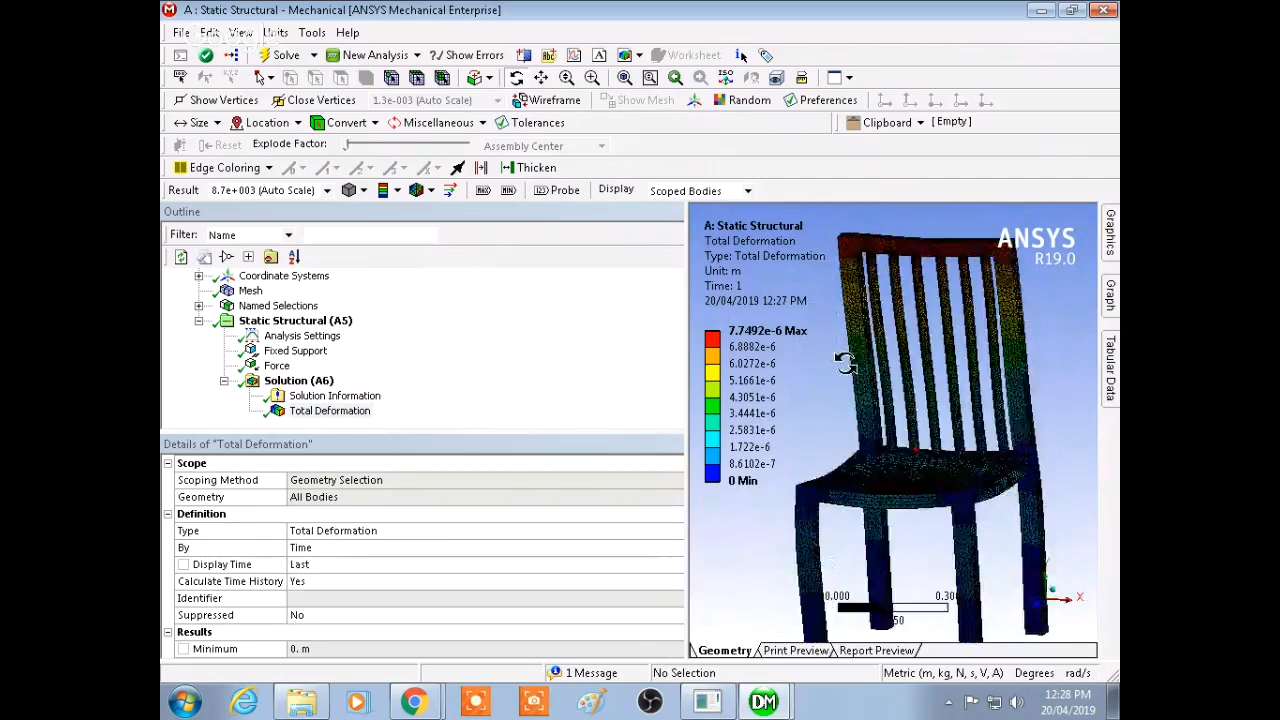 A : Static Structural - Mechanical [ANSYS Mechanical Enterprise]
File Edit View Units Tools Help
Solve New Analysis ?/ Show Errors Worksheet
Show Vertices Close Vertices 1.3e-003 (Auto Scale) Wireframe Show Mesh Random Preferences
Size Location Convert Miscellaneous Tolerances Clipboard [Empty]
Reset Explode Factor: Assembly Center
Edge Coloring Thicken
Result 8.7e+003 (Auto Scale) Probe Display Scoped Bodies
Outline
Filter: Name
Coordinate Systems
Mesh
Named Selections
Static Structural (A5)
Analysis Settings
Fixed Support
Force
Solution (A6)
Solution Information
Total Deformation
Details of "Total Deformation"
Scope
Scoping Method Geometry Selection
Geometry All Bodies
Definition
Type Total Deformation
By Time
Display Time Last
Calculate Time History Yes
Identifier
Suppressed No
Results
Minimum 0. m
A: Static Structural
Total Deformation
Type: Total Deformation
Unit: m
Time: 1
20/04/2019 12:27 PM
7.7492e-6 Max
6.8882e-6
6.0272e-6
5.1661e-6
4.3051e-6
3.4441e-6
2.5831e-6
1.722e-6
8.6102e-7
0 Min
ANSYS
R19.0
0.000 0.30
50
X
Geometry Print Preview Report Preview
Graphics
Graph
Tabular Data
1 Message No Selection Metric (m, kg, N, s, V, A) Degrees rad/s
DM
12:28 PM
20/04/2019